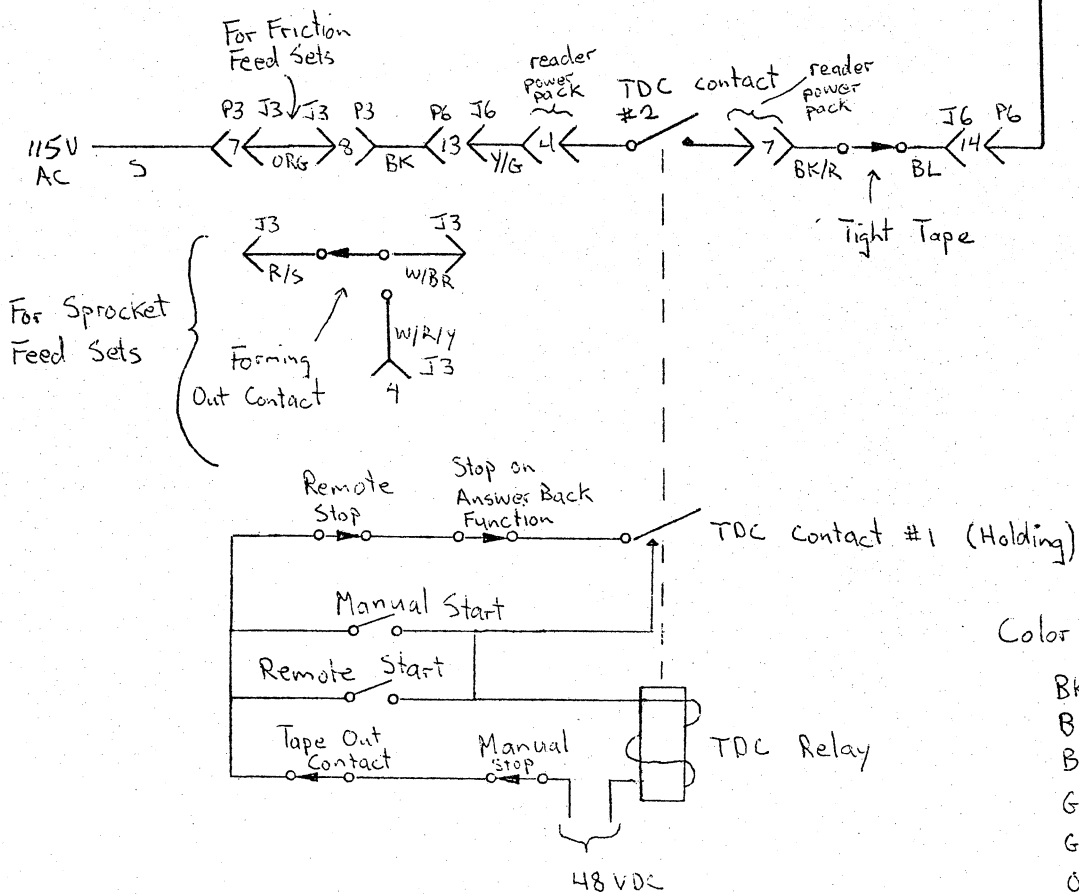 For Friction
Feed Sets
reader
power
pack
TDC contact
#2
reader
power
pack
P3 J3 J3 P3 P6 J6
J6 P6
115V
AC
S
7
ORG
8
BK
13
Y/G
4
7
BK/R
BL
14
Tight Tape
J3
J3
R/S
W/BR
For Sprocket
Feed Sets
W/R/Y
J3
4
Forming
Out Contact
Remote
Stop
Stop on
Answer Back
Function
TDC Contact #1 (Holding)
Manual Start
Color
Remote Start
BK
B
B
G
G
O
Tape Out
Contact
Manual
Stop
TDC Relay
48 VDC